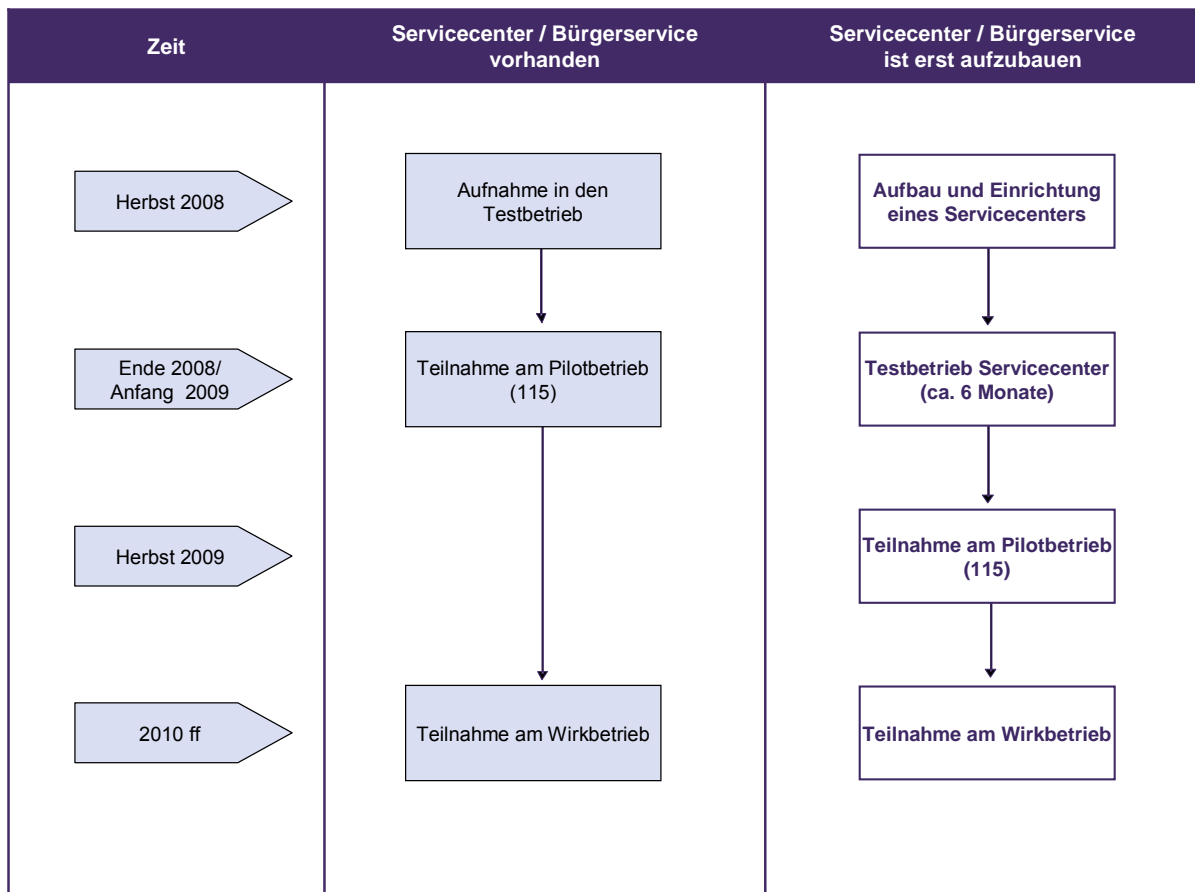 Zeit
Servicecenter / Bürgerservice
vorhanden
Servicecenter / Bürgerservice
ist erst aufzubauen
Herbst 2008
Aufnahme in den
Testbetrieb
Aufbau und Einrichtung
eines Servicecenters
Ende 2008/
Anfang 2009
Teilnahme am Pilotbetrieb
(115)
Testbetrieb Servicecenter
(ca. 6 Monate)
Herbst 2009
Teilnahme am Pilotbetrieb
(115)
2010 ff
Teilnahme am Wirkbetrieb
Teilnahme am Wirkbetrieb